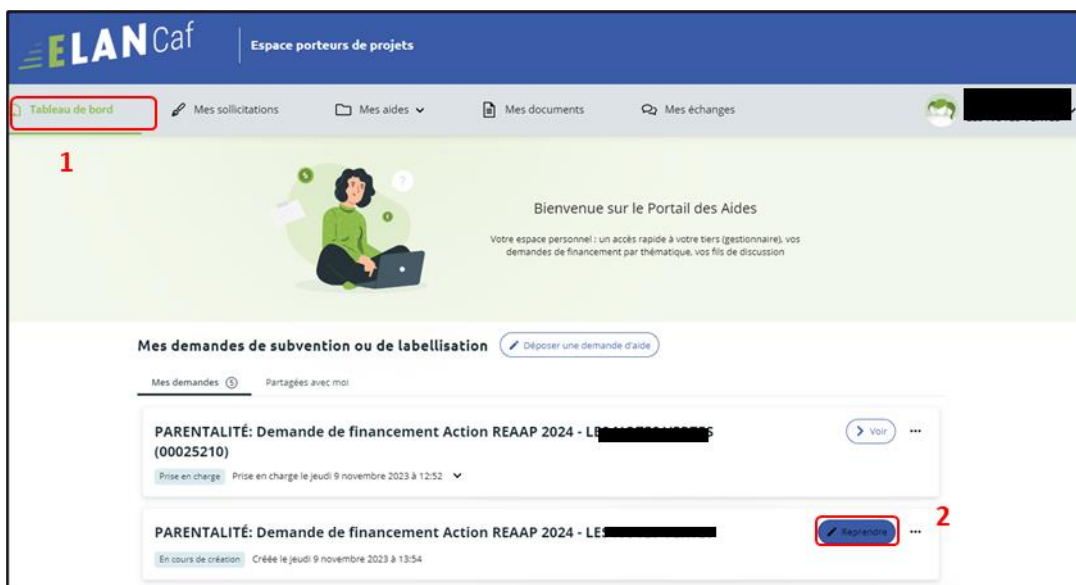 ELAN Caf
Espace porteurs de projets
Tableau de bord
Mes sollicitations
Mes aides
Mes documents
Mes échanges
1
?
Bienvenue sur le Portail des Aides
Votre espace personnel : un accès rapide à votre tiers (gestionnaire), vos
demandes de financement par thématique, vos fils de discussion
Mes demandes de subvention ou de labellisation
Déposer une demande d'aide
Mes demandes 5
Partagées avec moi
PARENTALITÉ: Demande de financement Action REAAP 2024 -
(00025210)
Voir
...
Prise en charge Prise en charge le jeudi 9 novembre 2023 à 12:52
PARENTALITÉ: Demande de financement Action REAAP 2024 - LES
Reprendre
...
2
En cours de création Créée le jeudi 9 novembre 2023 à 13:54